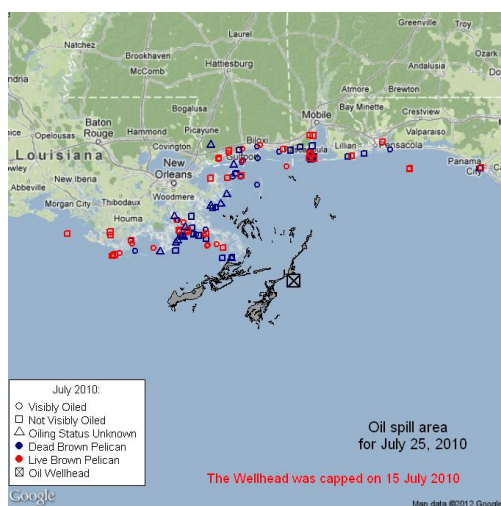 Natchez
Laurel
Greenville
Troy
Brookhaven
McComb
Hattiesburg
Andalusia
Atmore
Brewton
Bogalusa
Bay Minette
Crestview
Mobile
Baton
Rouge
Hammond
Picayune
Valparaiso
Opelousas
Covington
Biloxi
Lillian
Pensacola
Louisiana
Gulfport
New
Orleans
Panama
City
Lafayette
New Iberia
Abbeville
Woodmere
Morgan City
Thibodaux
Houma
July 2010:
Visibly Oiled
Not Visibly Oiled
Oiling Status Unknown
Dead Brown Pelican
Live Brown Pelican
Oil Wellhead
Oil spill area
for July 25, 2010
The Wellhead was capped on 15 July 2010
Google
Map data ©2012 Google